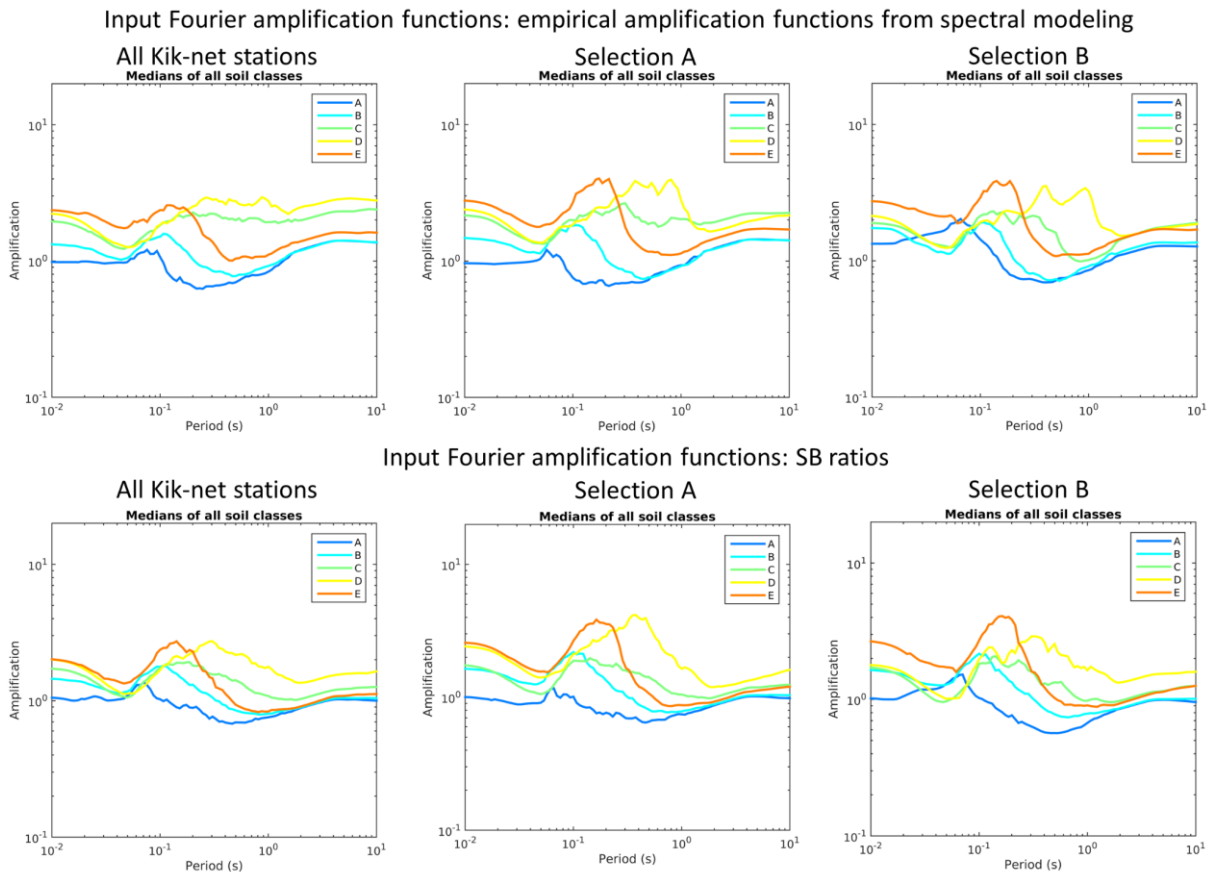 Input Fourier amplification functions: empirical amplification functions from spectral modeling
All Kik-net stations
Selection A
Selection B
Medians of all soil classes
Medians of all soil classes
Medians of all soil classes
10^1
10^0
10^-1
Amplification
A
B
C
D
E
10^-2
10^-1
10^0
10^1
Period (s)
10^1
10^0
10^-1
Amplification
A
B
C
D
E
10^-2
10^-1
10^0
10^1
Period (s)
10^1
10^0
10^-1
Amplification
A
B
C
D
E
10^-2
10^-1
10^0
10^1
Period (s)
Input Fourier amplification functions: SB ratios
All Kik-net stations
Selection A
Selection B
Medians of all soil classes
Medians of all soil classes
Medians of all soil classes
10^1
10^0
10^-1
Amplification
A
B
C
D
E
10^-2
10^-1
10^0
10^1
Period (s)
10^1
10^0
10^-1
Amplification
A
B
C
D
E
10^-2
10^-1
10^0
10^1
Period (s)
10^1
10^0
10^-1
Amplification
A
B
C
D
E
10^-2
10^-1
10^0
10^1
Period (s)